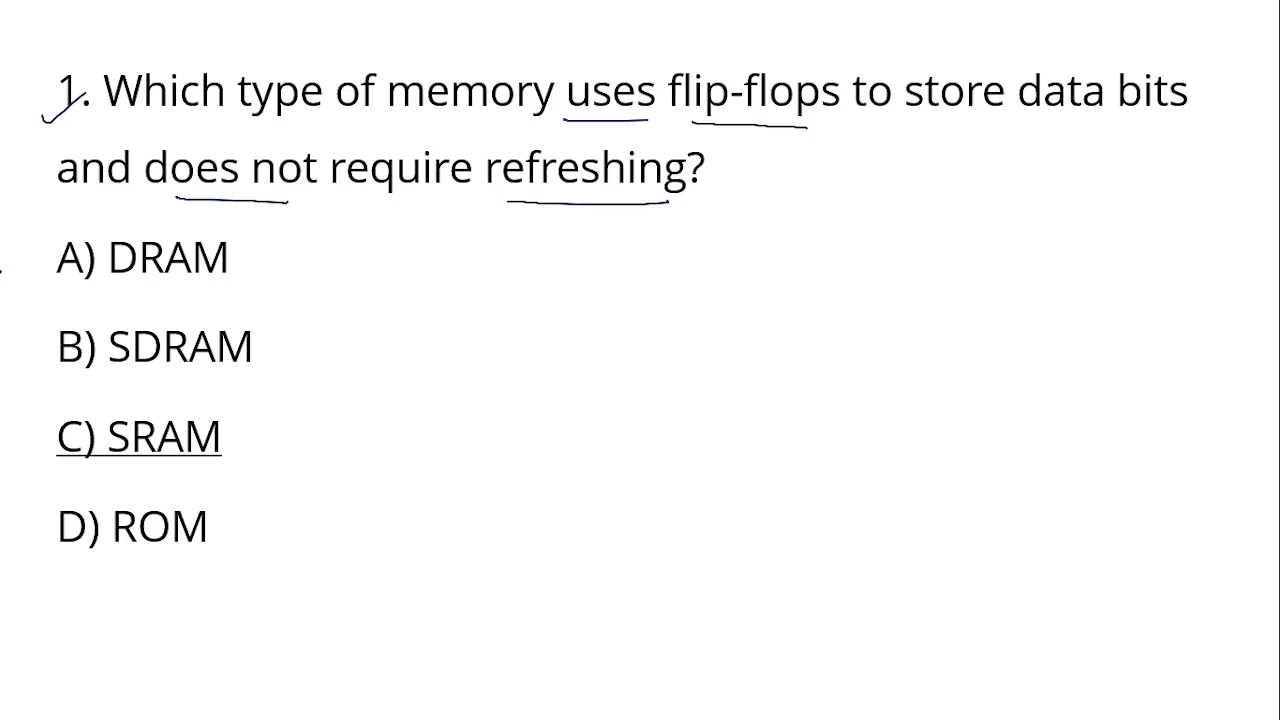 1. Which type of memory uses flip-flops to store data bits
and does not require refreshing?
A) DRAM
B) SDRAM
C) SRAM
D) ROM